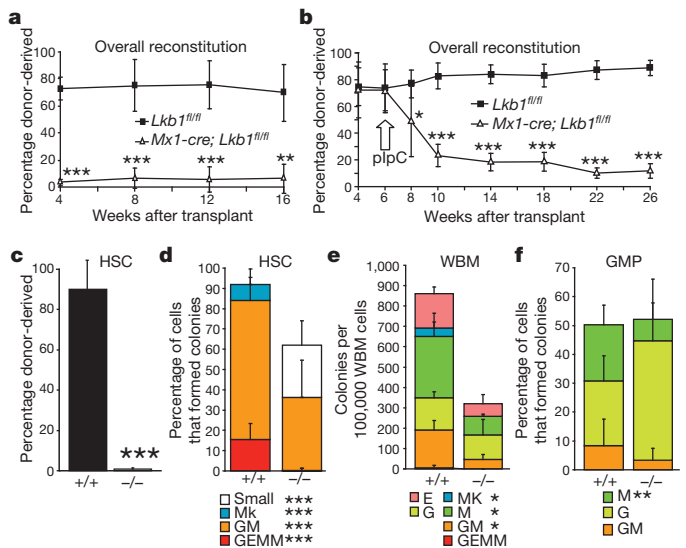 a
Overall reconstitution
Percentage donor-derived
100
80
60
40
20
0
Lkb1fl/fl
Mx1-cre; Lkb1fl/fl
***
***
***
**
4
8
12
16
Weeks after transplant
b
Overall reconstitution
Percentage donor-derived
100
80
60
40
20
0
Lkb1fl/fl
Mx1-cre; Lkb1fl/fl
pIpC
*
***
***
***
***
***
4
6
8
10
14
18
22
26
Weeks after transplant
c
HSC
Percentage donor-derived
80
60
40
20
0
***
+/+
−/−
d
HSC
Percentage of cells
that formed colonies
90
80
70
60
50
40
30
20
10
0
+/+
−/−
Small ***
Mk ***
GM ***
GEMM ***
e
WBM
Colonies per
100,000 WBM cells
1,000
900
800
700
600
500
400
300
200
100
0
+/+
−/−
E
G
MK *
M *
GM *
GEMM
f
GMP
Percentage of cells
that formed colonies
70
60
50
40
30
20
10
0
+/+
−/−
M **
G
GM